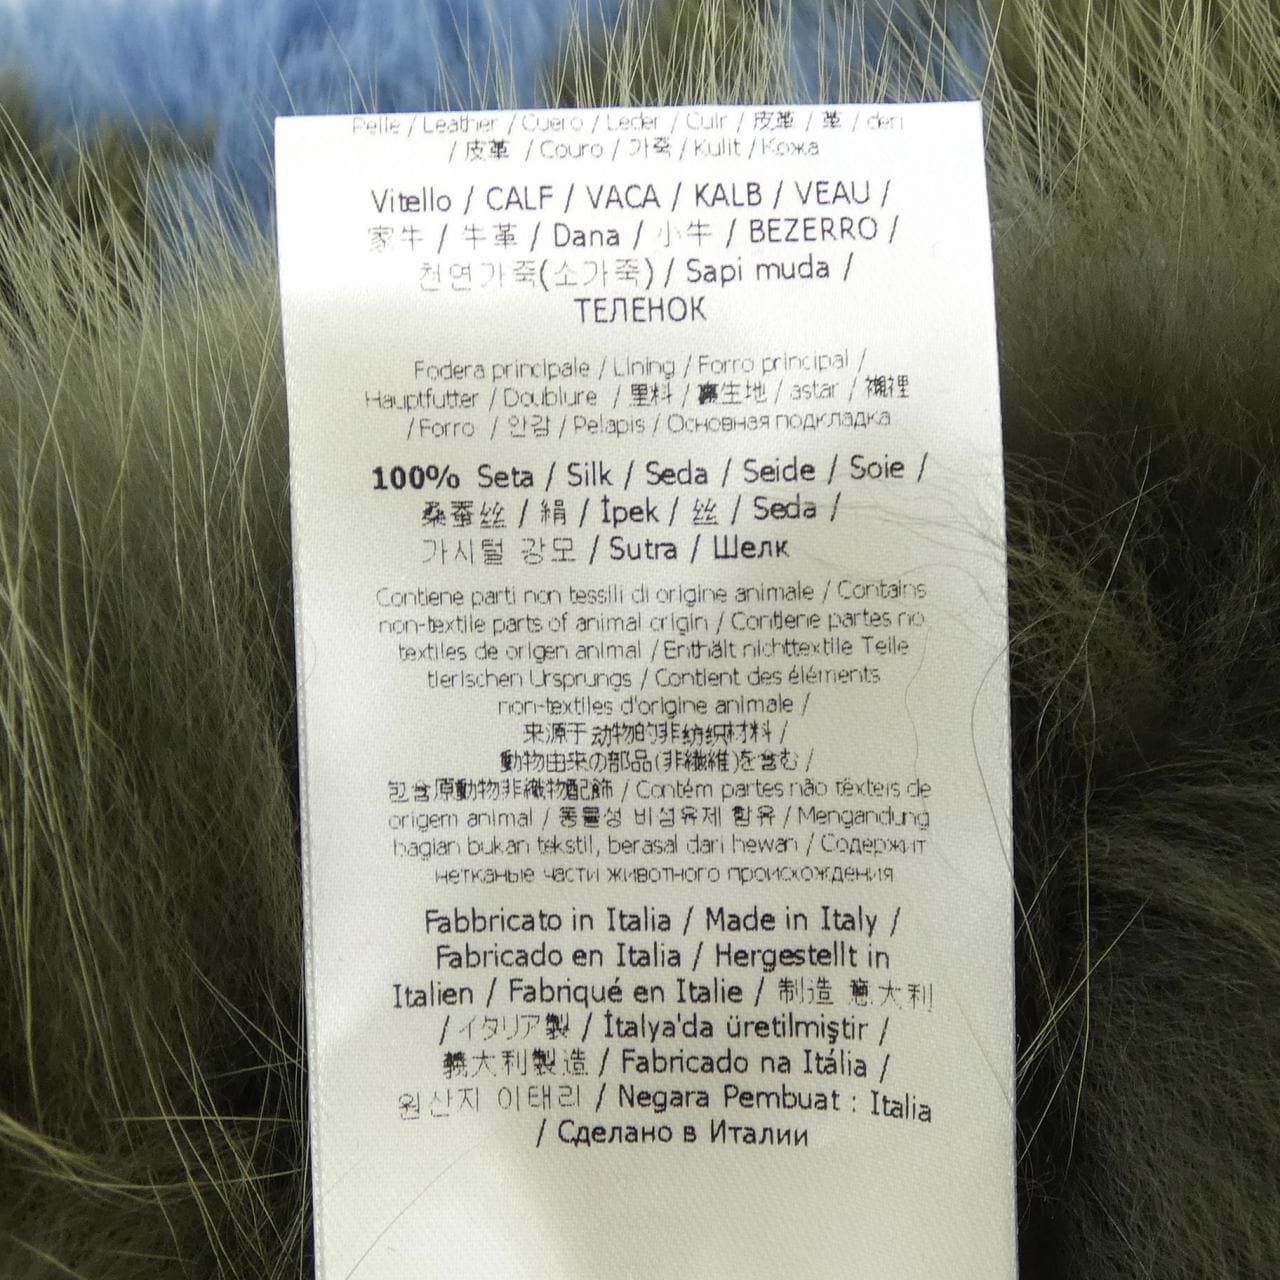 Pelle / Leather / Cuero / Leder / Cuir / 皮革 / 革 / deri
/ 皮革 / Couro / 가죽 / Kulit / Кожа
Vitello / CALF / VACA / KALB / VEAU /
家牛 / 牛革 / Dana / 小牛 / BEZERRO /
천연가죽(소가죽) / Sapi muda /
ТЕЛЕНОК
Fodera principale / Lining / Forro principal /
Hauptfutter / Doublure / 里料 / 裏生地 / astar / 襯裡
/ Forro / 안감 / Pelapis / Основная подкладка
100% Seta / Silk / Seda / Seide / Soie /
桑蚕丝 / 絹 / İpek / 丝 / Seda /
가시털 강모 / Sutra / Шелк
Contiene parti non tessili di origine animale / Contains
non-textile parts of animal origin / Contiene partes no
textiles de origen animal / Enthält nichttextile Teile
tierischen Ursprungs / Contient des éléments
non-textiles d'origine animale /
来源于动物的非纺织材料 /
動物由来の部品(非繊維)を含む /
包含原動物非織物配飾 / Contém partes não têxteis de
origem animal / 동물성 비섬유제 함유 / Mengandung
bagian bukan tekstil, berasal dari hewan / Содержит
нетканые части животного происхождения
Fabbricato in Italia / Made in Italy /
Fabricado en Italia / Hergestellt in
Italien / Fabriqué en Italie / 制造 意大利
/ イタリア製 / İtalya'da üretilmiştir /
義大利製造 / Fabricado na Itália /
원산지 이태리 / Negara Pembuat : Italia
/ Сделано в Италии